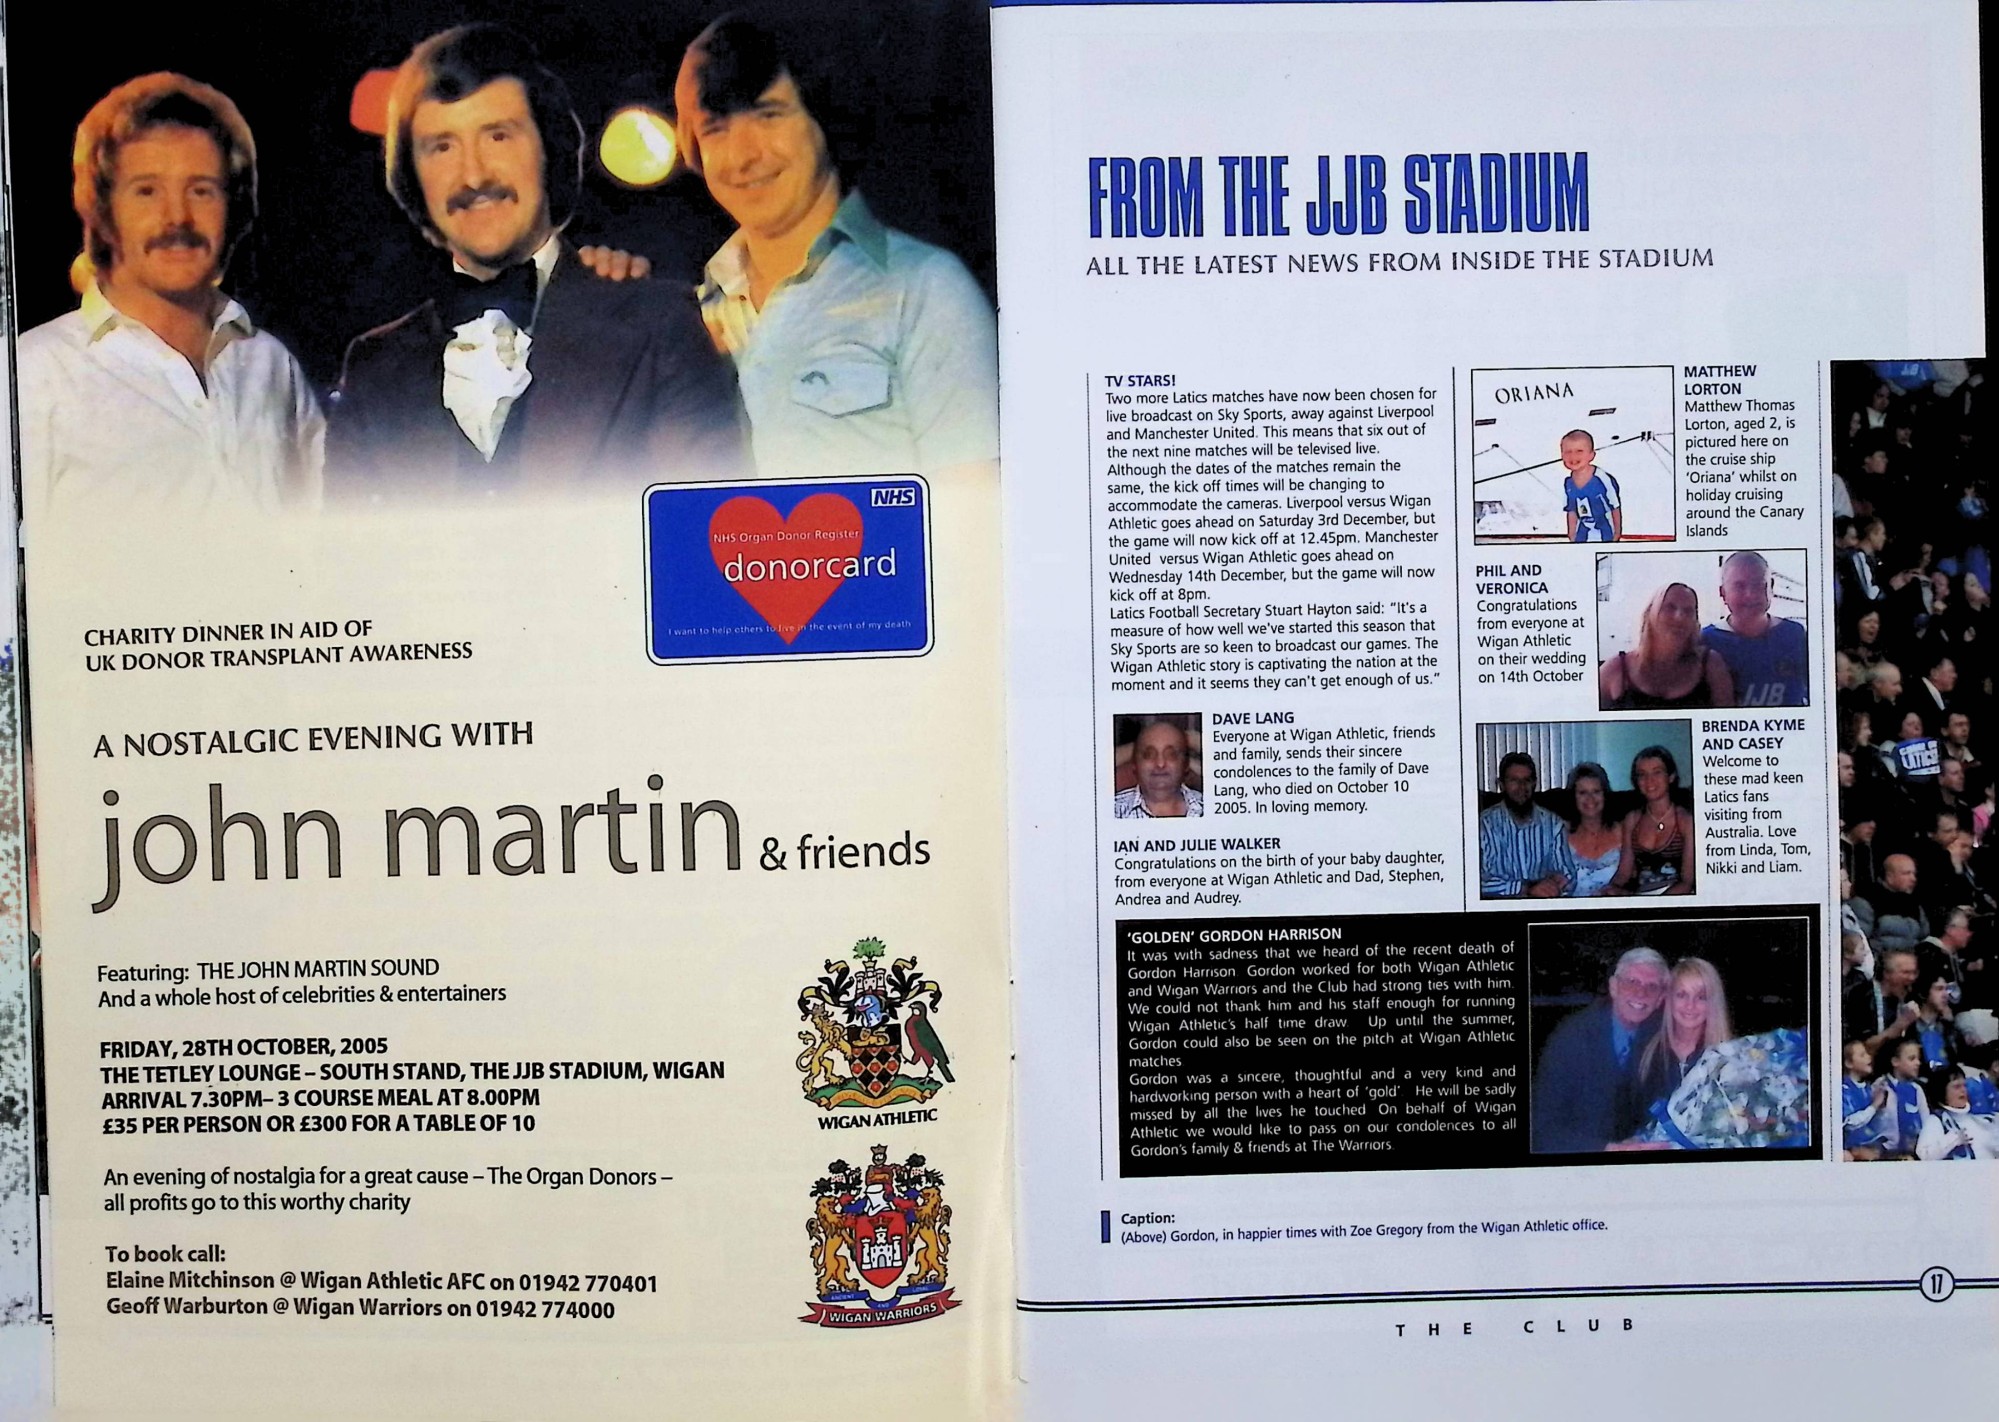 NHS
NHS Organ Donor Register
donorcard
I want to help others to live in the event of my death
CHARITY DINNER IN AID OF
UK DONOR TRANSPLANT AWARENESS
A NOSTALGIC EVENING WITH
john martin & friends
Featuring: THE JOHN MARTIN SOUND
And a whole host of celebrities & entertainers
FRIDAY, 28TH OCTOBER, 2005
THE TETLEY LOUNGE – SOUTH STAND, THE JJB STADIUM, WIGAN
ARRIVAL 7.30PM– 3 COURSE MEAL AT 8.00PM
£35 PER PERSON OR £300 FOR A TABLE OF 10
An evening of nostalgia for a great cause – The Organ Donors –
all profits go to this worthy charity
To book call:
Elaine Mitchinson @ Wigan Athletic AFC on 01942 770401
Geoff Warburton @ Wigan Warriors on 01942 774000
WIGAN ATHLETIC
ANCIENT AND LOYAL
WIGAN WARRIORS
FROM THE JJB STADIUM
ALL THE LATEST NEWS FROM INSIDE THE STADIUM
TV STARS!
Two more Latics matches have now been chosen for
live broadcast on Sky Sports, away against Liverpool
and Manchester United. This means that six out of
the next nine matches will be televised live.
Although the dates of the matches remain the
same, the kick off times will be changing to
accommodate the cameras. Liverpool versus Wigan
Athletic goes ahead on Saturday 3rd December, but
the game will now kick off at 12.45pm. Manchester
United versus Wigan Athletic goes ahead on
Wednesday 14th December, but the game will now
kick off at 8pm.
Latics Football Secretary Stuart Hayton said: "It's a
measure of how well we've started this season that
Sky Sports are so keen to broadcast our games. The
Wigan Athletic story is captivating the nation at the
moment and it seems they can't get enough of us."
DAVE LANG
Everyone at Wigan Athletic, friends
and family, sends their sincere
condolences to the family of Dave
Lang, who died on October 10
2005. In loving memory.
IAN AND JULIE WALKER
Congratulations on the birth of your baby daughter,
from everyone at Wigan Athletic and Dad, Stephen,
Andrea and Audrey.
ORIANA
MATTHEW
LORTON
Matthew Thomas
Lorton, aged 2, is
pictured here on
the cruise ship
'Oriana' whilst on
holiday cruising
around the Canary
Islands
PHIL AND
VERONICA
Congratulations
from everyone at
Wigan Athletic
on their wedding
on 14th October
JJB
BRENDA KYME
AND CASEY
Welcome to
these mad keen
Latics fans
visiting from
Australia. Love
from Linda, Tom,
Nikki and Liam.
'GOLDEN' GORDON HARRISON
It was with sadness that we heard of the recent death of
Gordon Harrison. Gordon worked for both Wigan Athletic
and Wigan Warriors and the Club had strong ties with him.
We could not thank him and his staff enough for running
Wigan Athletic's half time draw. Up until the summer,
Gordon could also be seen on the pitch at Wigan Athletic
matches
Gordon was a sincere, thoughtful and a very kind and
hardworking person with a heart of 'gold'. He will be sadly
missed by all the lives he touched. On behalf of Wigan
Athletic we would like to pass on our condolences to all
Gordon's family & friends at The Warriors.
Caption:
(Above) Gordon, in happier times with Zoe Gregory from the Wigan Athletic office.
17
THE CLUB